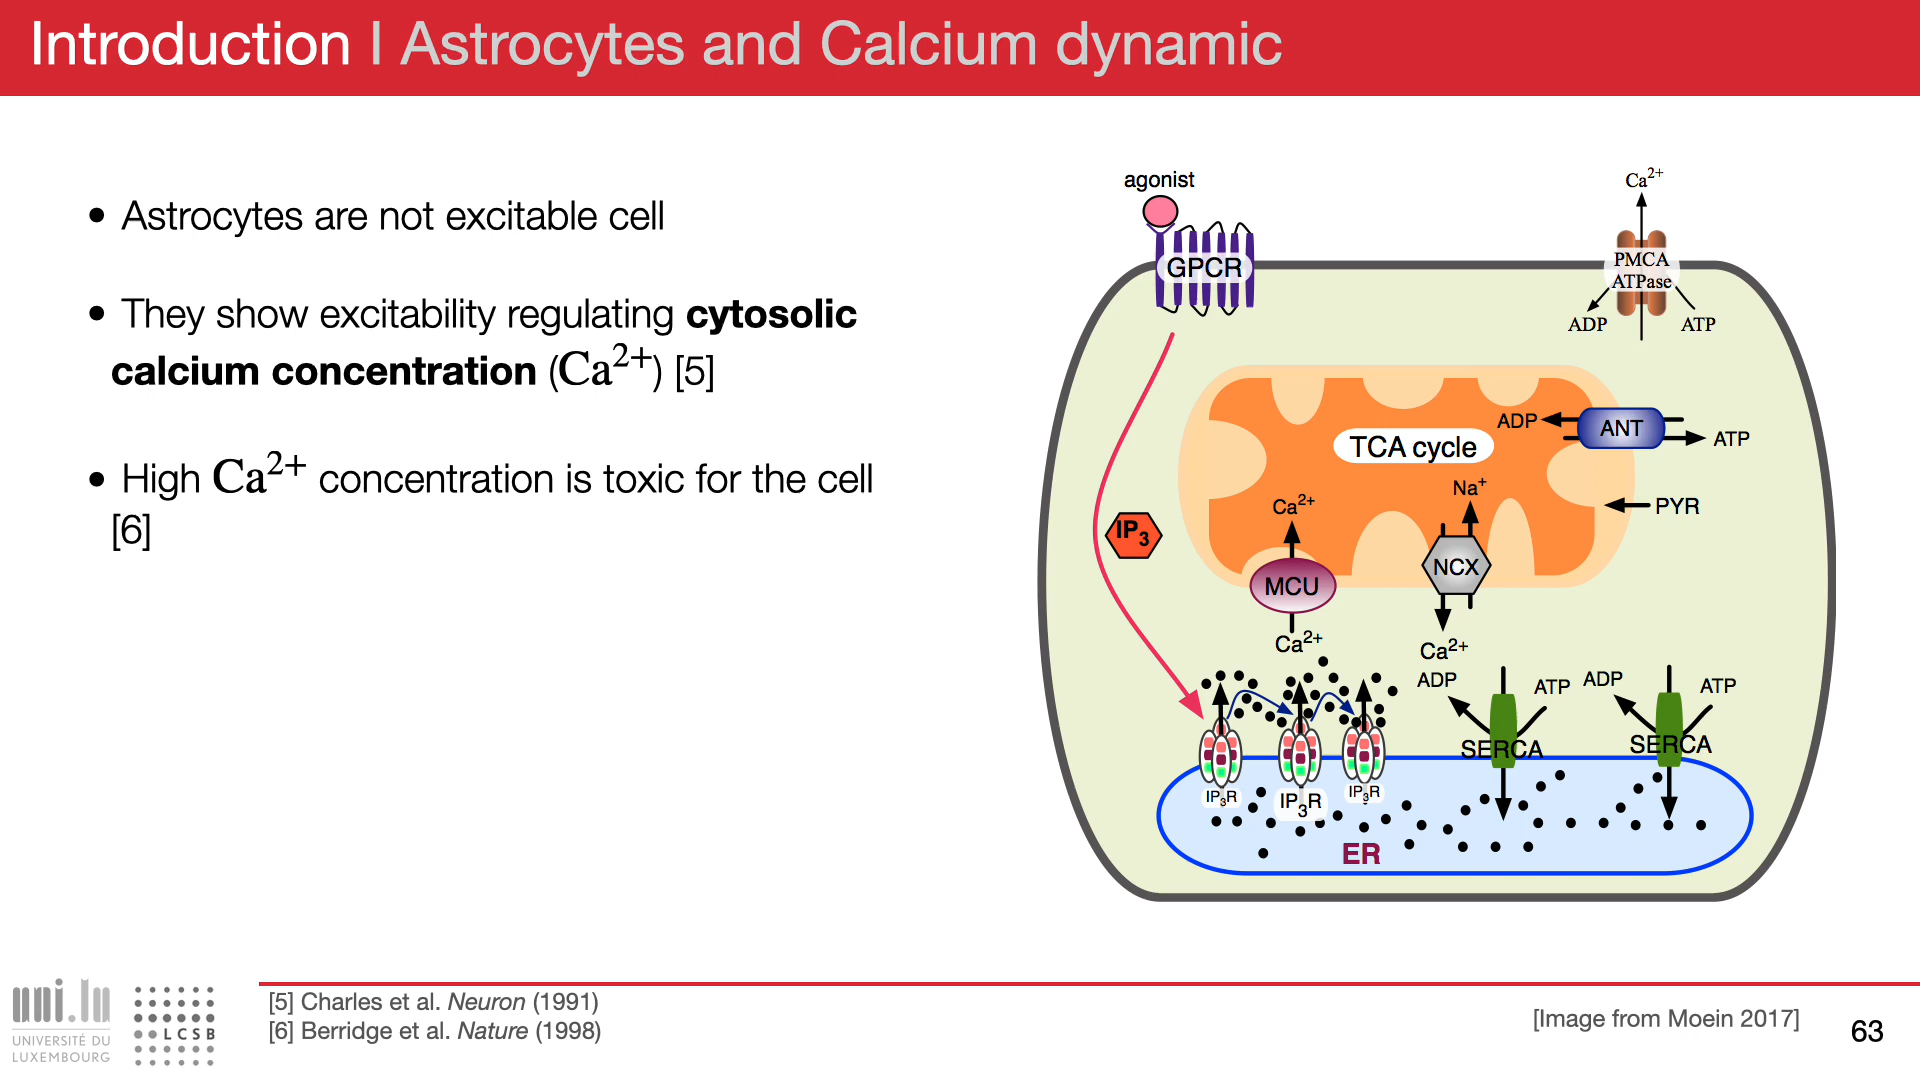 Introduction | Astrocytes and Calcium dynamic
• Astrocytes are not excitable cell
• They show excitability regulating cytosolic
calcium concentration (Ca²⁺) [5]
• High Ca²⁺ concentration is toxic for the cell
[6]
agonist
GPCR
Ca²⁺
PMCA
ATPase
ADP
ATP
TCA cycle
ADP
ANT
ATP
PYR
Na⁺
Ca²⁺
IP₃
NCX
MCU
Ca²⁺
Ca²⁺
ADP
ATP
ADP
ATP
SERCA
SERCA
IP₃R
IP₃R
IP₃R
ER
uni.lu
UNIVERSITÉ DU
LUXEMBOURG
LCSB
[5] Charles et al. Neuron (1991)
[6] Berridge et al. Nature (1998)
[Image from Moein 2017]
63